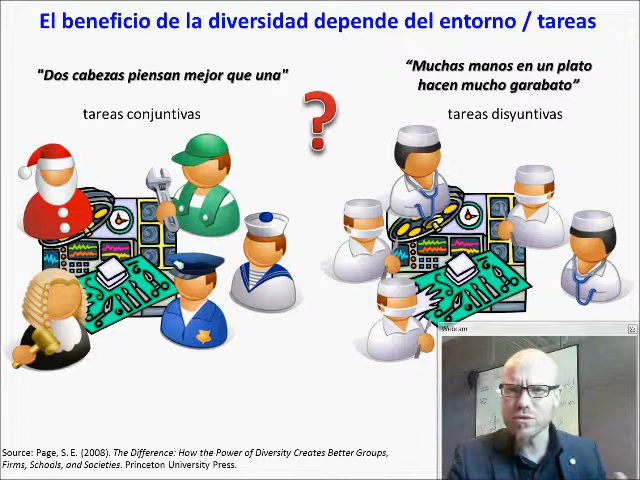 El beneficio de la diversidad depende del entorno / tareas
"Dos cabezas piensan mejor que una"
tareas conjuntivas
“Muchas manos en un plato
hacen mucho garabato”
tareas disyuntivas
?
Webcam
Source: Page, S. E. (2008). The Difference: How the Power of Diversity Creates Better Groups,
Firms, Schools, and Societies. Princeton University Press.